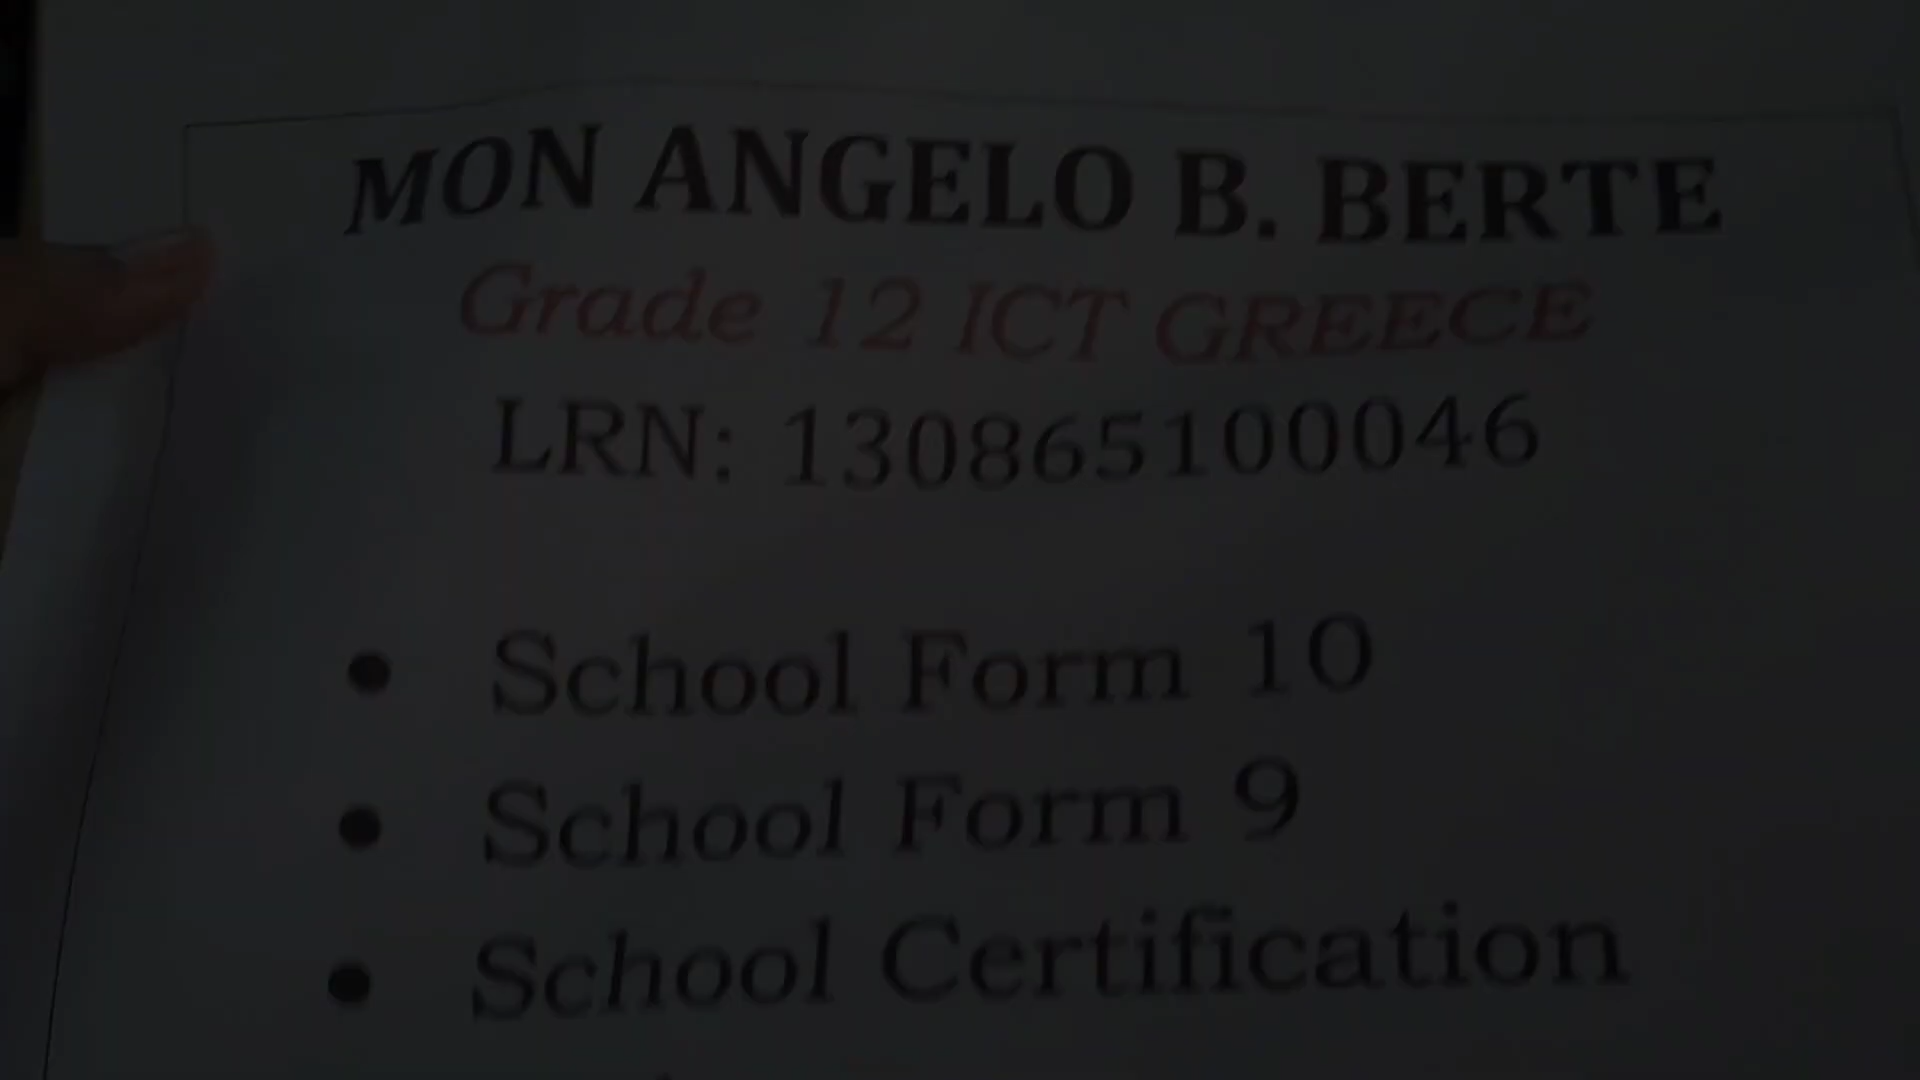 MON ANGELO B. BERTE
Grade 12 ICT GREECE
LRN: 130865100046
• School Form 10
• School Form 9
• School Certification